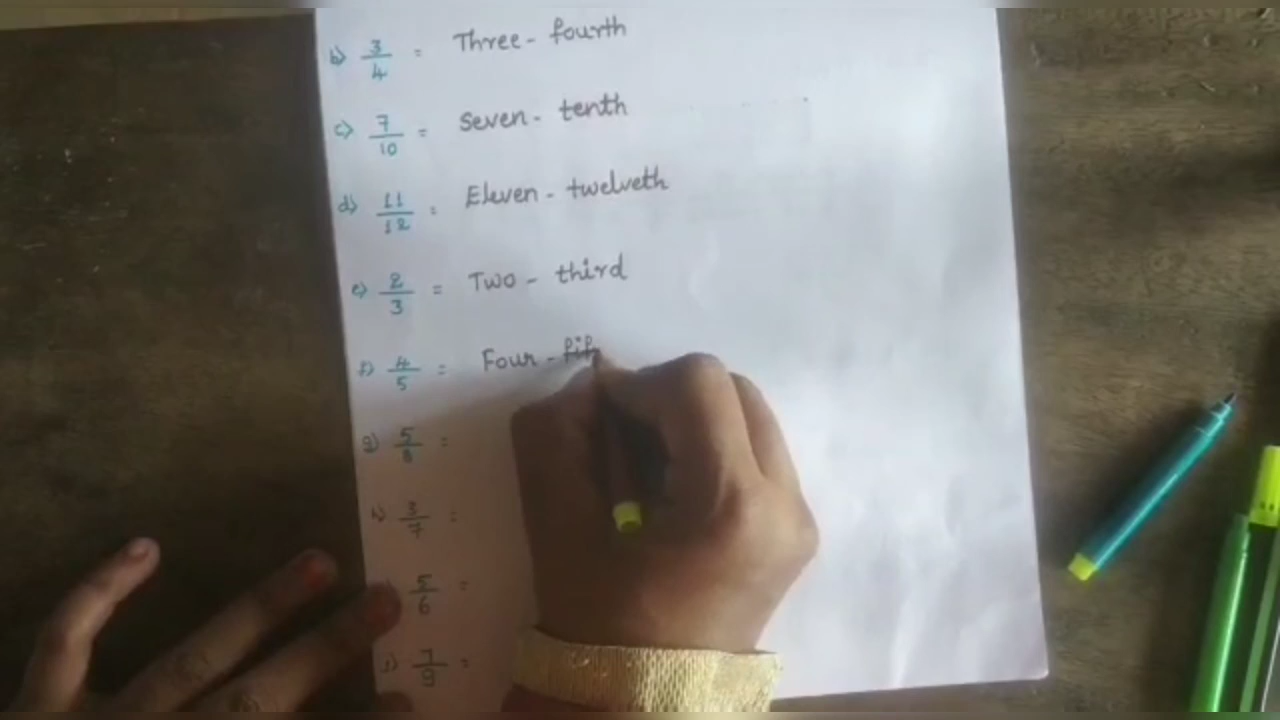 b) 3/4 = Three - fourth
c) 7/10 = Seven - tenth
d) 11/12 = Eleven - twelveth
e) 2/3 = Two - third
f) 4/5 = Four - fif
g) 5/8 =
h) 3/7 =
5/6 =
j) 7/9 =